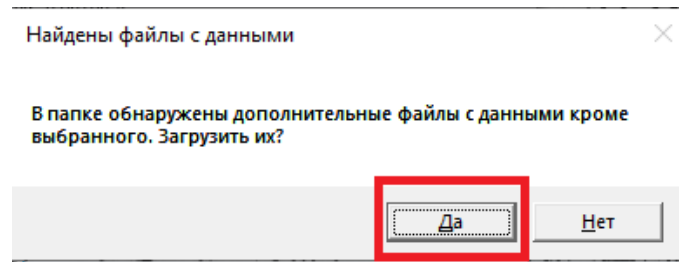 Найдены файлы с данными
В папке обнаружены дополнительные файлы с данными кроме
выбранного. Загрузить их?
Да
Нет